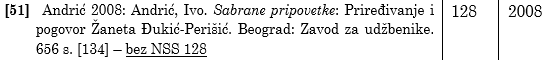 [51] Andrić 2008: Andrić, Ivo. Sabrane pripovetke: Priređivanje i 128 2008
pogovor Žaneta Đukić-Perišić. Beograd: Zavod za udžbenike.
656 s. [134] – bez NSS 128